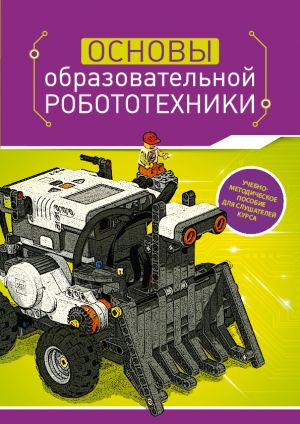 ОСНОВЫ
образовательной
РОБОТОТЕХНИКИ
УЧЕБНО-
МЕТОДИЧЕСКОЕ
ПОСОБИЕ
ДЛЯ СЛУШАТЕЛЕЙ
КУРСА